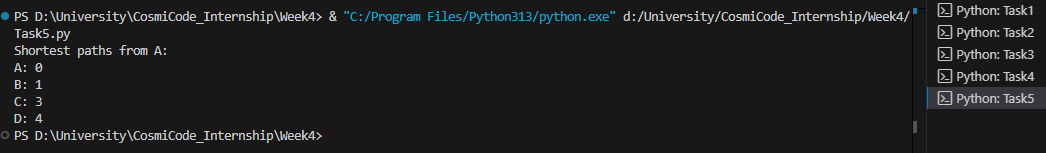 PS D:\University\CosmiCode_Internship\Week4> & "C:/Program Files/Python313/python.exe" d:/University/CosmiCode_Internship/Week4/
Task5.py
Shortest paths from A:
A: 0
B: 1
C: 3
D: 4
PS D:\University\CosmiCode_Internship\Week4>
Python: Task1
Python: Task2
Python: Task3
Python: Task4
Python: Task5